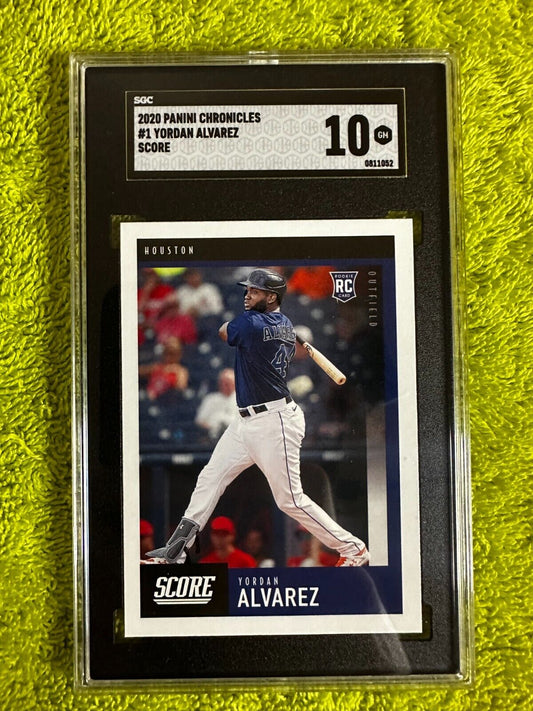 SGC
2020 PANINI CHRONICLES
#1 YORDAN ALVAREZ
SCORE
10
GM
0811052
HOUSTON
ROOKIE
RC
CARD
OUTFIELD
SCORE
YORDAN
ALVAREZ